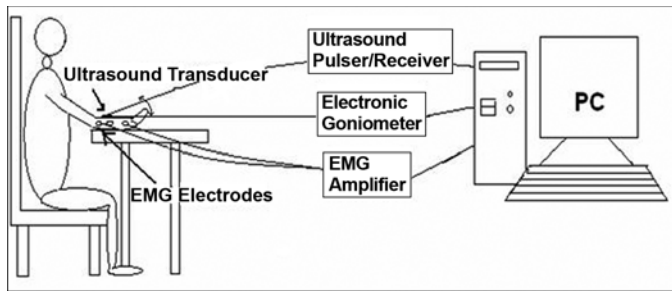 Ultrasound
Pulser/Receiver
Ultrasound Transducer
Electronic
Goniometer
PC
EMG
Amplifier
EMG Electrodes